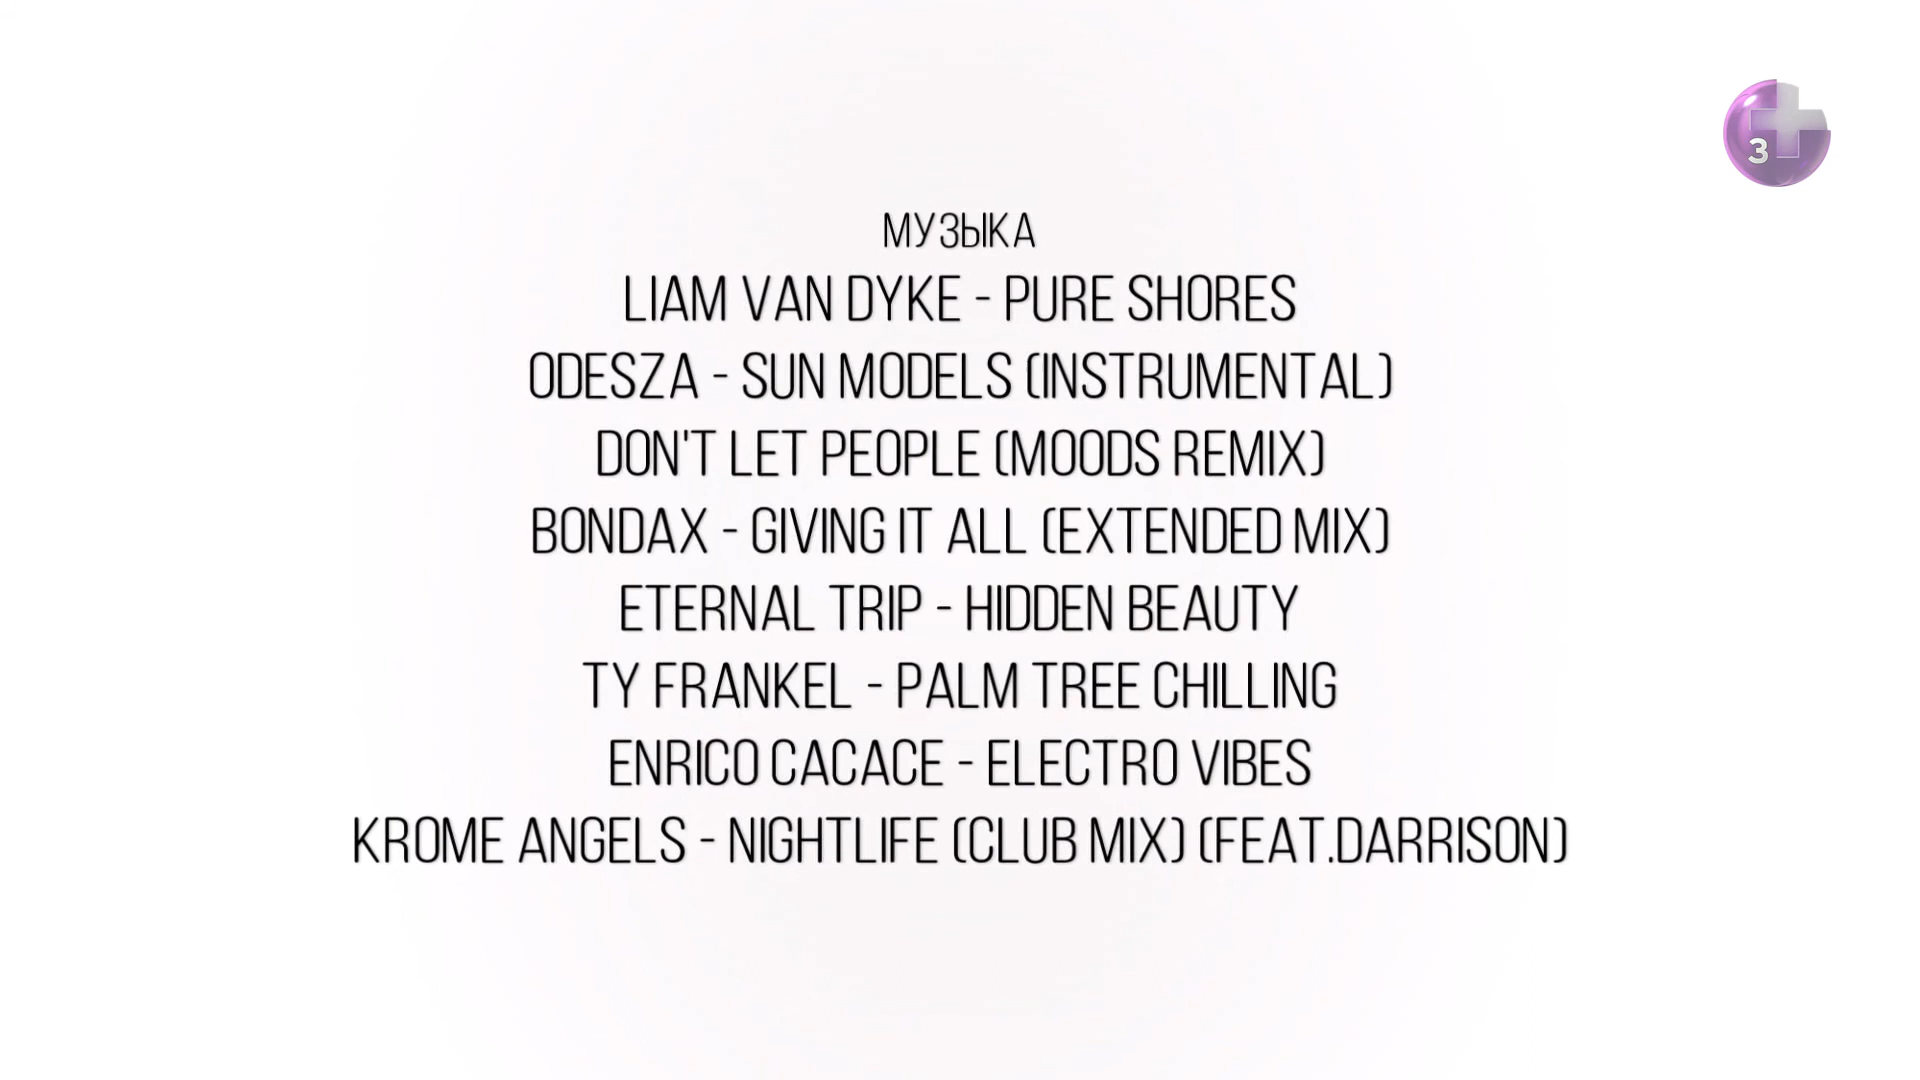 3
МУЗЫКА
LIAM VAN DYKE - PURE SHORES
ODESZA - SUN MODELS (INSTRUMENTAL)
DON'T LET PEOPLE (MOODS REMIX)
BONDAX - GIVING IT ALL (EXTENDED MIX)
ETERNAL TRIP - HIDDEN BEAUTY
TY FRANKEL - PALM TREE CHILLING
ENRICO CACACE - ELECTRO VIBES
KROME ANGELS - NIGHTLIFE (CLUB MIX) (FEAT.DARRISON)